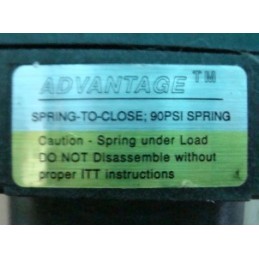 ADVANTAGE™
SPRING-TO-CLOSE; 90PSI SPRING
Caution - Spring under Load
DO NOT Disassemble without
proper ITT instructions